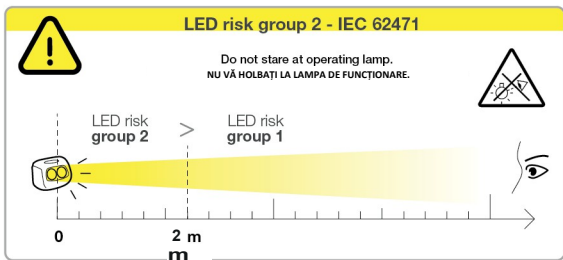 LED risk group 2 - IEC 62471
Do not stare at operating lamp.
NU VĂ HOLBAȚI LA LAMPA DE FUNCȚIONARE.
LED risk
group 2
>
LED risk
group 1
0
2 m
m